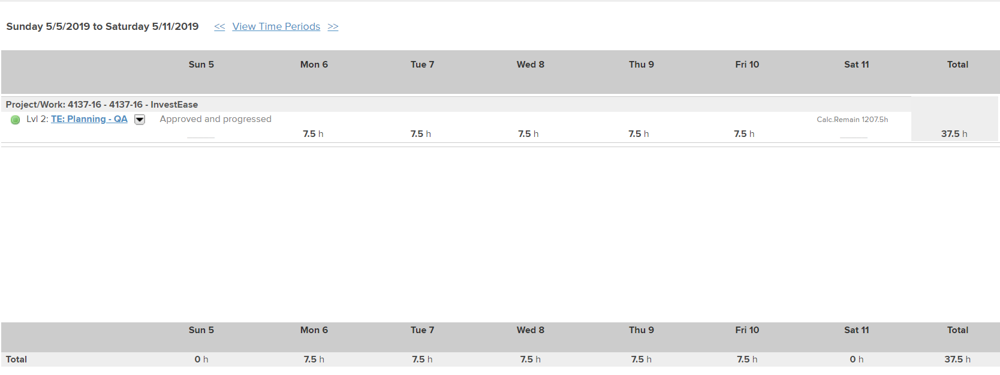 Sunday 5/5/2019 to Saturday 5/11/2019 << View Time Periods >>
Sun 5 Mon 6 Tue 7 Wed 8 Thu 9 Fri 10 Sat 11 Total
Project/Work: 4137-16 - 4137-16 - InvestEase
Lvl 2: TE: Planning - QA Approved and progressed Calc.Remain 1207.5h
7.5 h 7.5 h 7.5 h 7.5 h 7.5 h 37.5 h
Sun 5 Mon 6 Tue 7 Wed 8 Thu 9 Fri 10 Sat 11 Total
Total 0 h 7.5 h 7.5 h 7.5 h 7.5 h 7.5 h 0 h 37.5 h